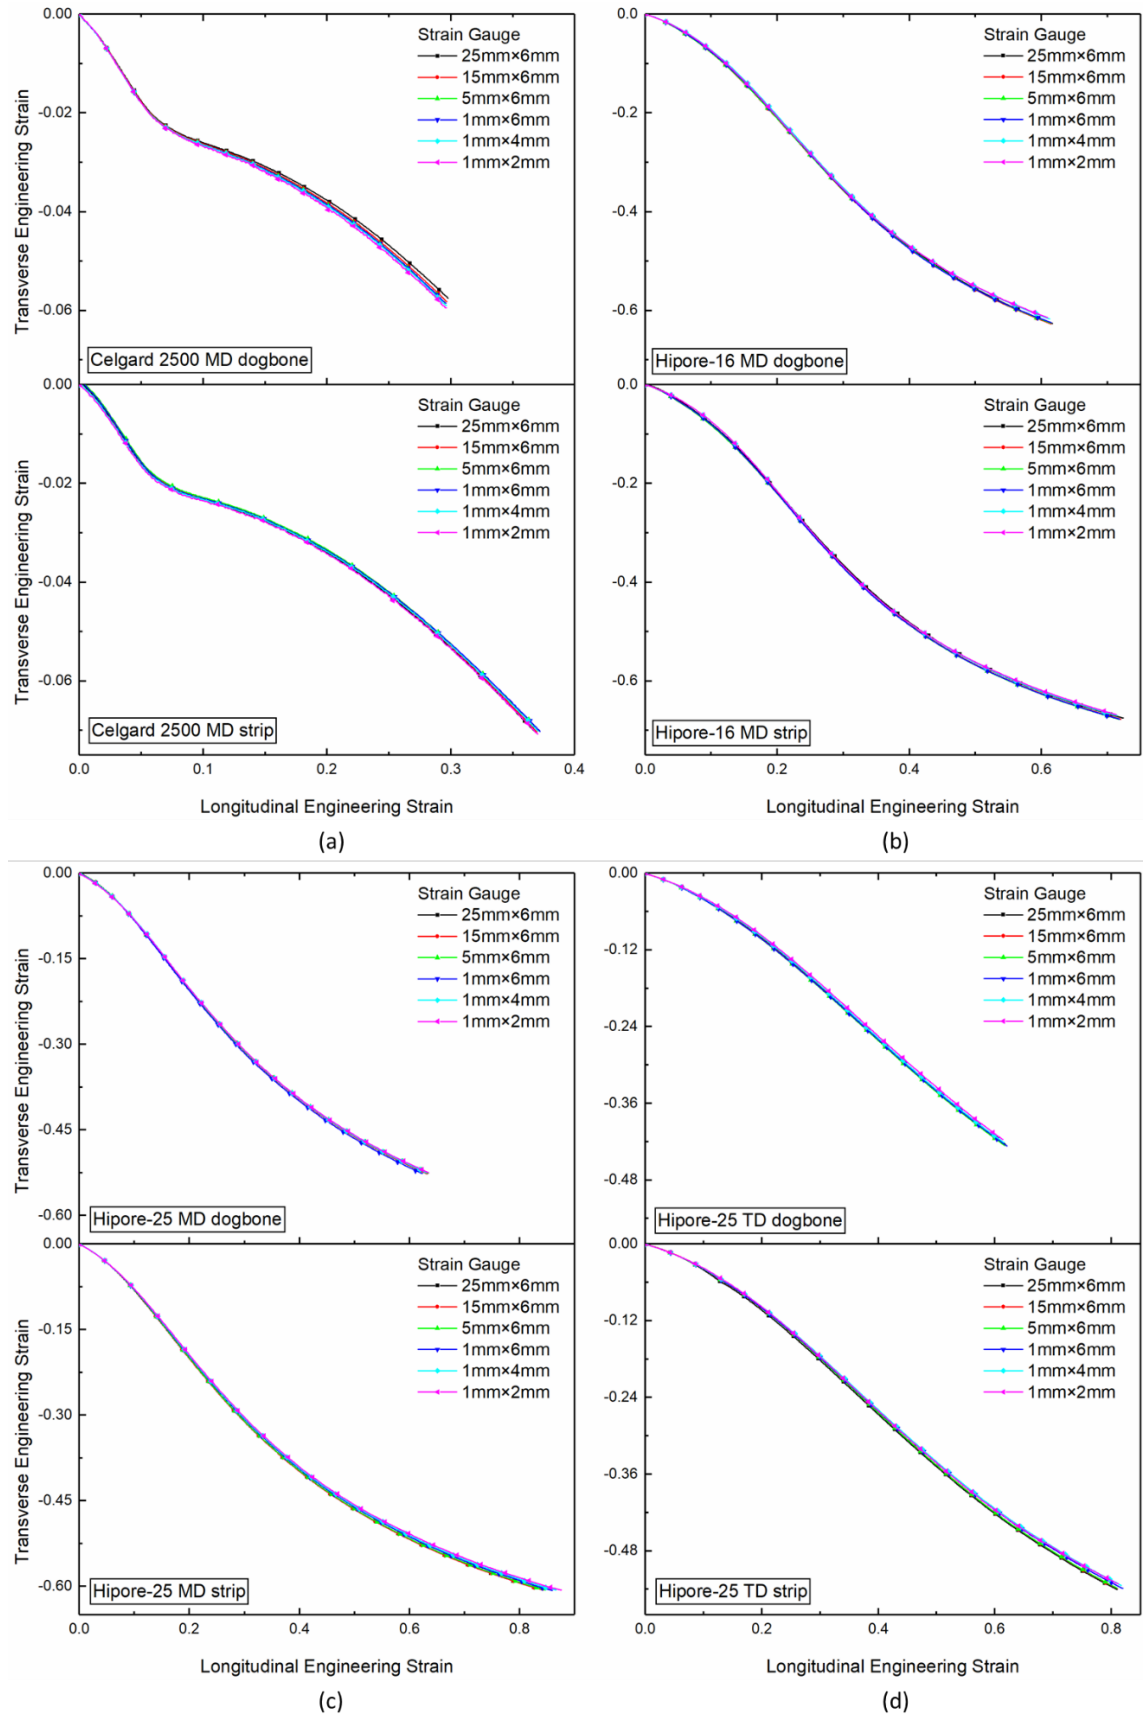 0.00
-0.02
-0.04
-0.06
Transverse Engineering Strain
Strain Gauge
25mm×6mm
15mm×6mm
5mm×6mm
1mm×6mm
1mm×4mm
1mm×2mm
Celgard 2500 MD dogbone
0.00
-0.02
-0.04
-0.06
Transverse Engineering Strain
Strain Gauge
25mm×6mm
15mm×6mm
5mm×6mm
1mm×6mm
1mm×4mm
1mm×2mm
Celgard 2500 MD strip
0.0 0.1 0.2 0.3 0.4
Longitudinal Engineering Strain
(a)
0.0
-0.2
-0.4
-0.6
Strain Gauge
25mm×6mm
15mm×6mm
5mm×6mm
1mm×6mm
1mm×4mm
1mm×2mm
Hipore-16 MD dogbone
0.0
-0.2
-0.4
-0.6
Strain Gauge
25mm×6mm
15mm×6mm
5mm×6mm
1mm×6mm
1mm×4mm
1mm×2mm
Hipore-16 MD strip
0.0 0.2 0.4 0.6
Longitudinal Engineering Strain
(b)
0.00
-0.15
-0.30
-0.45
-0.60
Transverse Engineering Strain
Strain Gauge
25mm×6mm
15mm×6mm
5mm×6mm
1mm×6mm
1mm×4mm
1mm×2mm
Hipore-25 MD dogbone
0.00
-0.15
-0.30
-0.45
-0.60
Transverse Engineering Strain
Strain Gauge
25mm×6mm
15mm×6mm
5mm×6mm
1mm×6mm
1mm×4mm
1mm×2mm
Hipore-25 MD strip
0.0 0.2 0.4 0.6 0.8
Longitudinal Engineering Strain
(c)
0.00
-0.12
-0.24
-0.36
-0.48
Strain Gauge
25mm×6mm
15mm×6mm
5mm×6mm
1mm×6mm
1mm×4mm
1mm×2mm
Hipore-25 TD dogbone
0.00
-0.12
-0.24
-0.36
-0.48
Strain Gauge
25mm×6mm
15mm×6mm
5mm×6mm
1mm×6mm
1mm×4mm
1mm×2mm
Hipore-25 TD strip
0.0 0.2 0.4 0.6 0.8
Longitudinal Engineering Strain
(d)